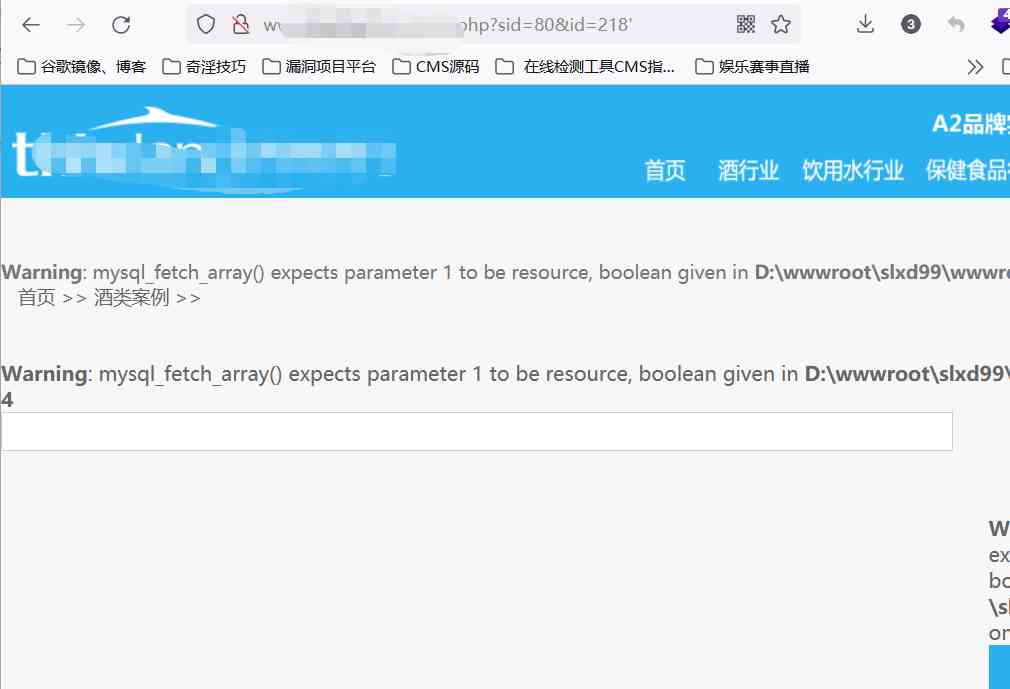 php?sid=80&id=218'
3
谷歌镜像、博客 奇淫技巧 漏洞项目平台 CMS源码 在线检测工具CMS指... 娱乐赛事直播
A2品牌
首页 酒行业 饮用水行业 保健食品
Warning: mysql_fetch_array() expects parameter 1 to be resource, boolean given in D:\wwwroot\slxd99\wwwr
首页 >> 酒类案例 >>
Warning: mysql_fetch_array() expects parameter 1 to be resource, boolean given in D:\wwwroot\slxd99\
4
W
ex
bo
\sl
on